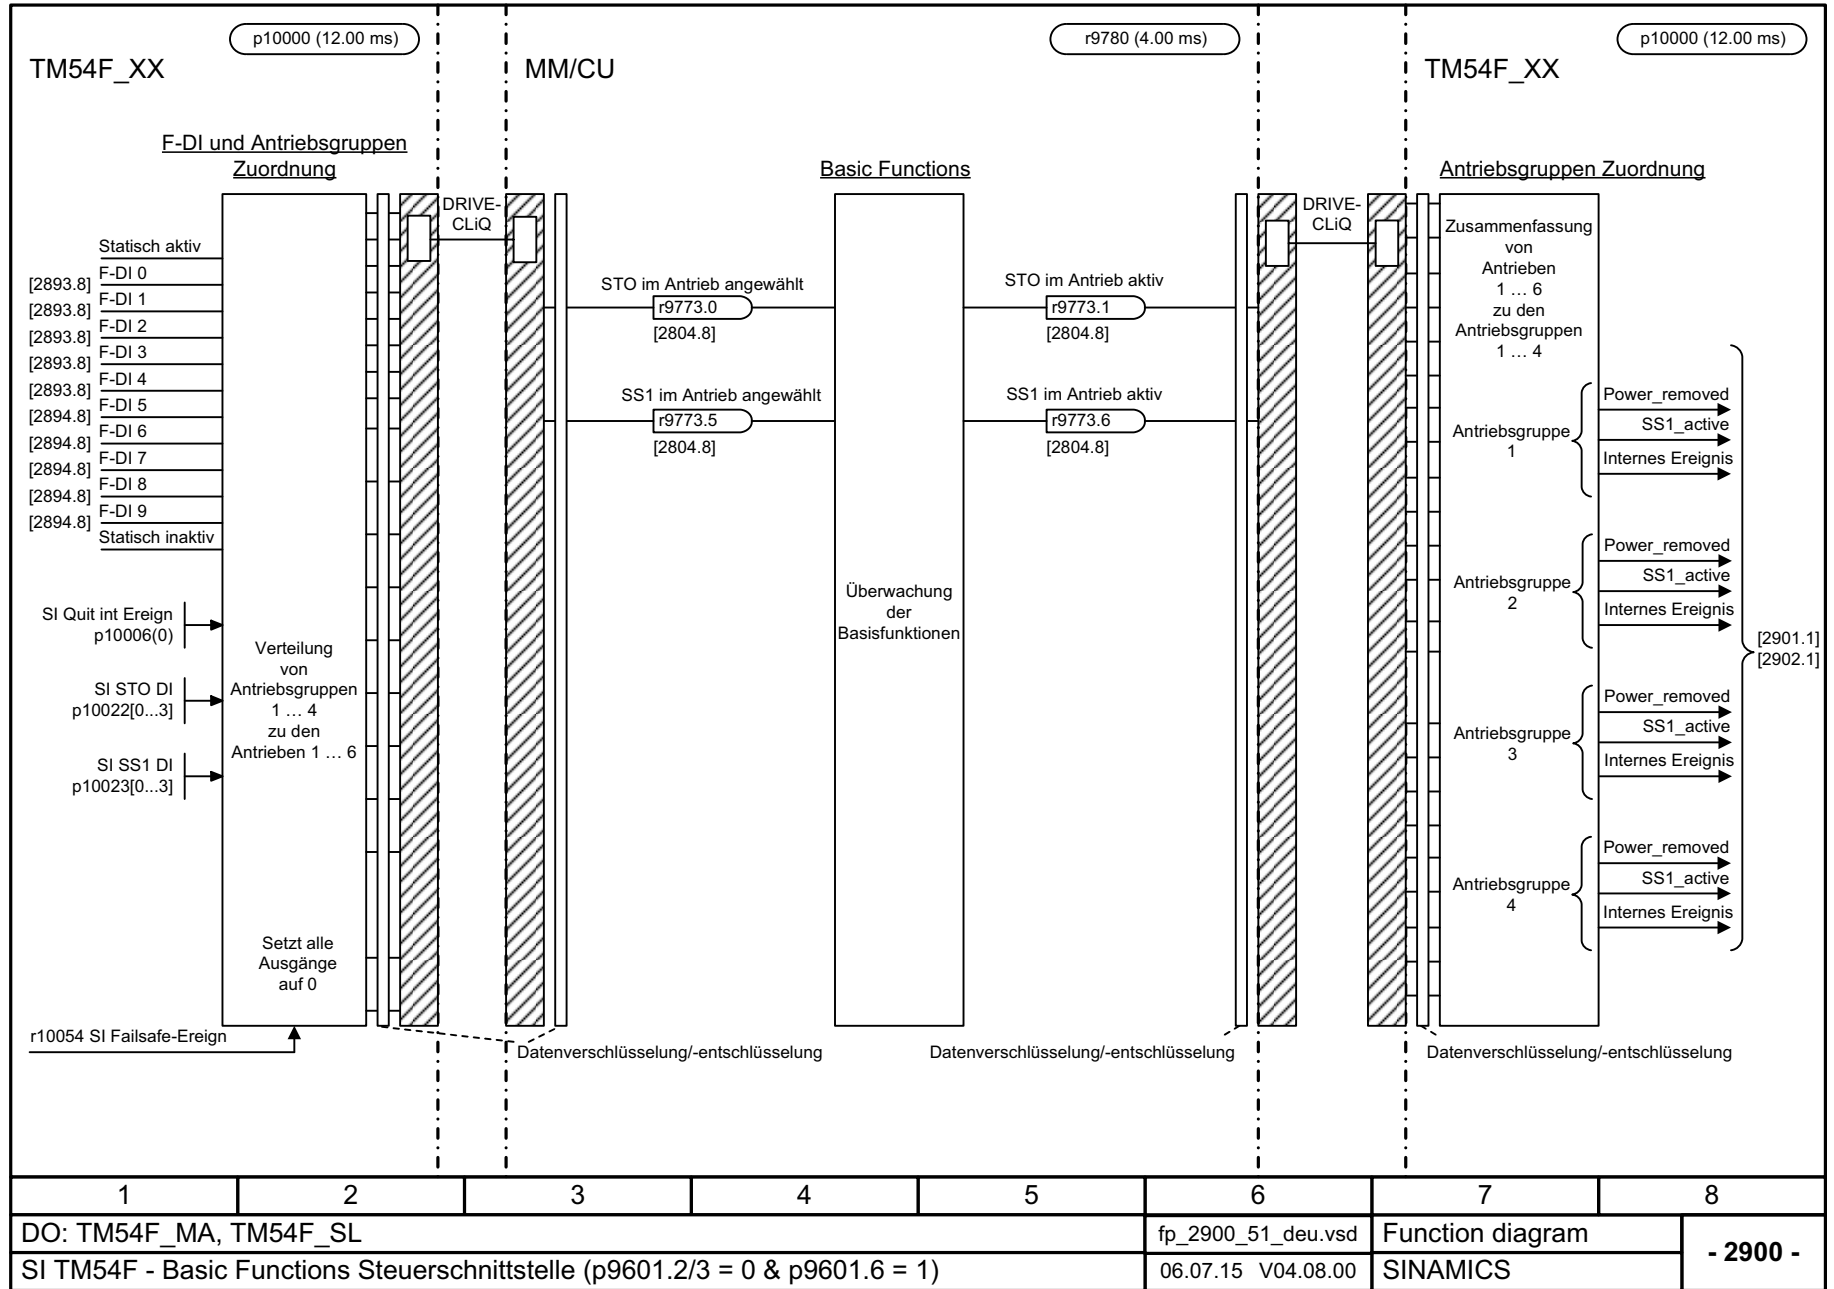 p10000 (12.00 ms)
r9780 (4.00 ms)
p10000 (12.00 ms)
TM54F_XX
MM/CU
TM54F_XX
F-DI und Antriebsgruppen
Zuordnung
Basic Functions
Antriebsgruppen Zuordnung
Statisch aktiv
[2893.8] F-DI 0
[2893.8] F-DI 1
[2893.8] F-DI 2
[2893.8] F-DI 3
[2893.8] F-DI 4
[2894.8] F-DI 5
[2894.8] F-DI 6
[2894.8] F-DI 7
[2894.8] F-DI 8
[2894.8] F-DI 9
Statisch inaktiv
SI Quit int Ereign
p10006(0)
SI STO DI
p10022[0...3]
SI SS1 DI
p10023[0...3]
r10054 SI Failsafe-Ereign
Verteilung
von
Antriebsgruppen
1 … 4
zu den
Antrieben 1 … 6
Setzt alle
Ausgänge
auf 0
DRIVE-
CLiQ
STO im Antrieb angewählt
r9773.0
[2804.8]
SS1 im Antrieb angewählt
r9773.5
[2804.8]
Überwachung
der
Basisfunktionen
STO im Antrieb aktiv
r9773.1
[2804.8]
SS1 im Antrieb aktiv
r9773.6
[2804.8]
DRIVE-
CLiQ
Zusammenfassung
von
Antrieben
1 … 6
zu den
Antriebsgruppen
1 … 4
Antriebsgruppe
1
Power_removed
SS1_active
Internes Ereignis
Antriebsgruppe
2
Power_removed
SS1_active
Internes Ereignis
Antriebsgruppe
3
Power_removed
SS1_active
Internes Ereignis
Antriebsgruppe
4
Power_removed
SS1_active
Internes Ereignis
[2901.1]
[2902.1]
Datenverschlüsselung/-entschlüsselung
Datenverschlüsselung/-entschlüsselung
Datenverschlüsselung/-entschlüsselung
1 2 3 4 5 6 7 8
DO: TM54F_MA, TM54F_SL
fp_2900_51_deu.vsd
Function diagram
- 2900 -
SI TM54F - Basic Functions Steuerschnittstelle (p9601.2/3 = 0 & p9601.6 = 1)
06.07.15 V04.08.00
SINAMICS